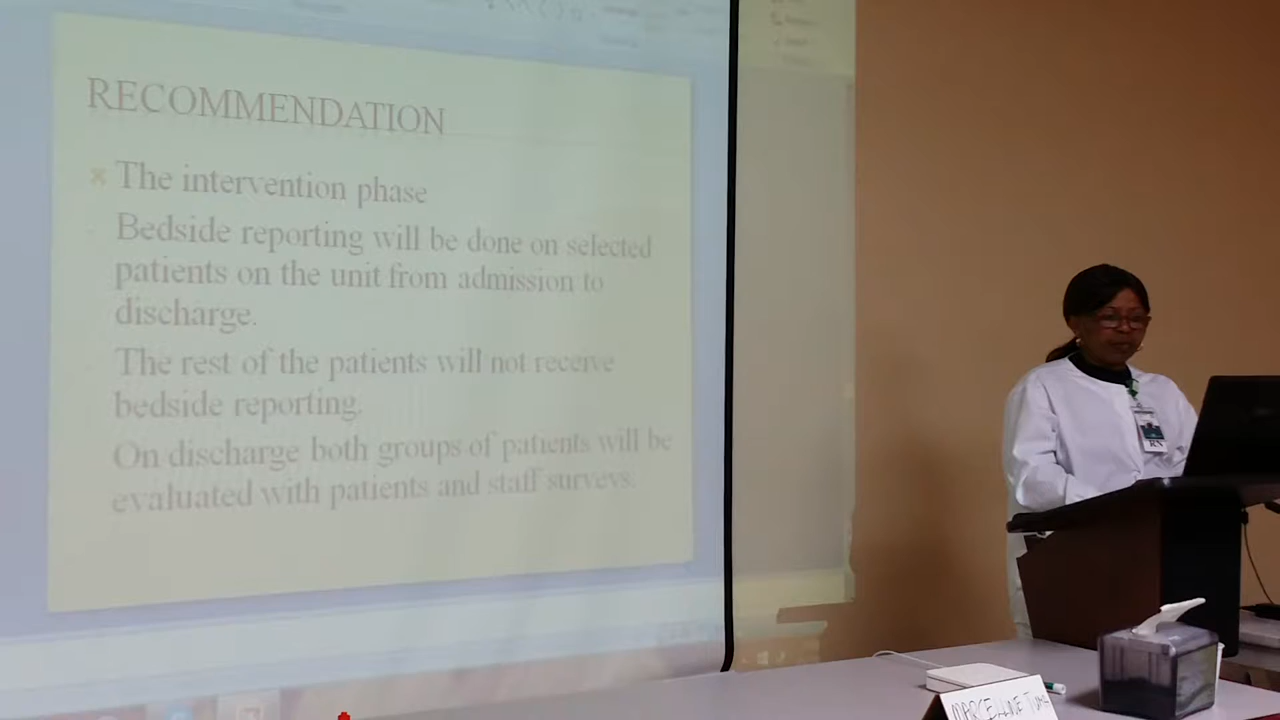 RECOMMENDATION
The intervention phase
Bedside reporting will be done on selected
patients on the unit from admission to
discharge.
The rest of the patients will not receive
bedside reporting.
On discharge both groups of patients will be
evaluated with patients and staff surveys.
RN
MARCELLINE